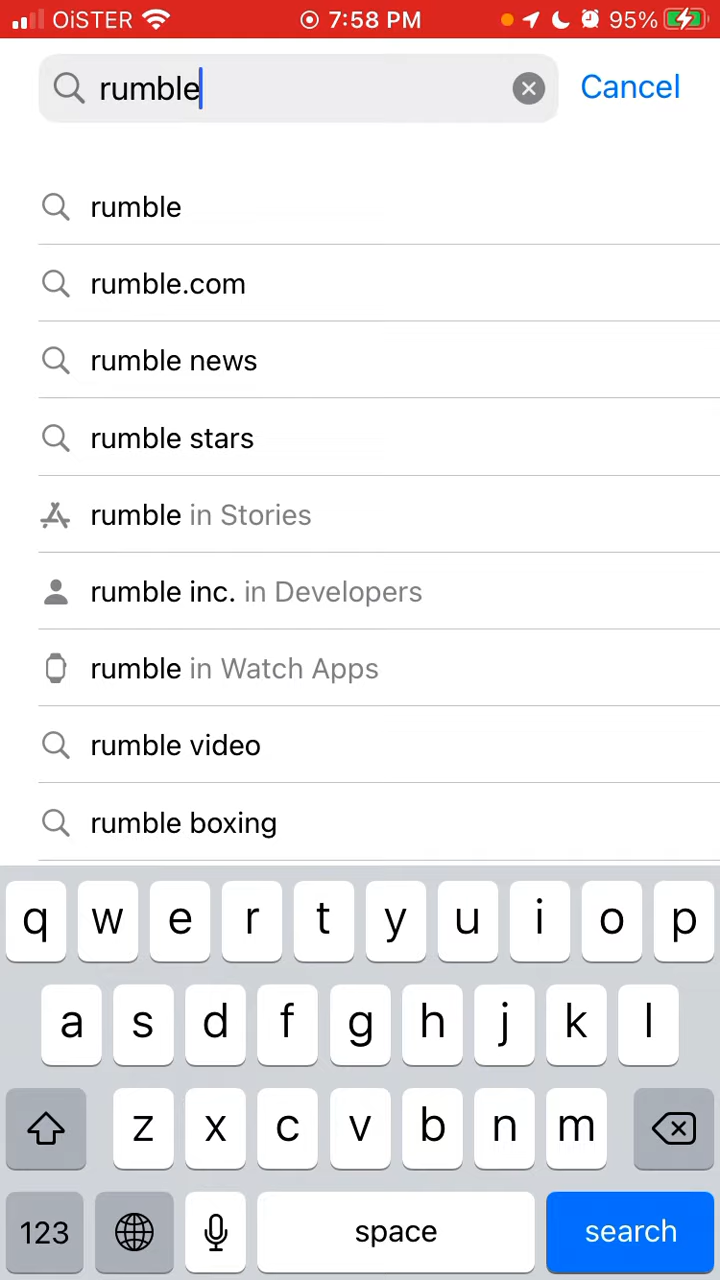 OiSTER 7:58 PM 95%
rumble Cancel
rumble
rumble.com
rumble news
rumble stars
rumble in Stories
rumble inc. in Developers
rumble in Watch Apps
rumble video
rumble boxing
q w e r t y u i o p
a s d f g h j k l
z x c v b n m
123 space search